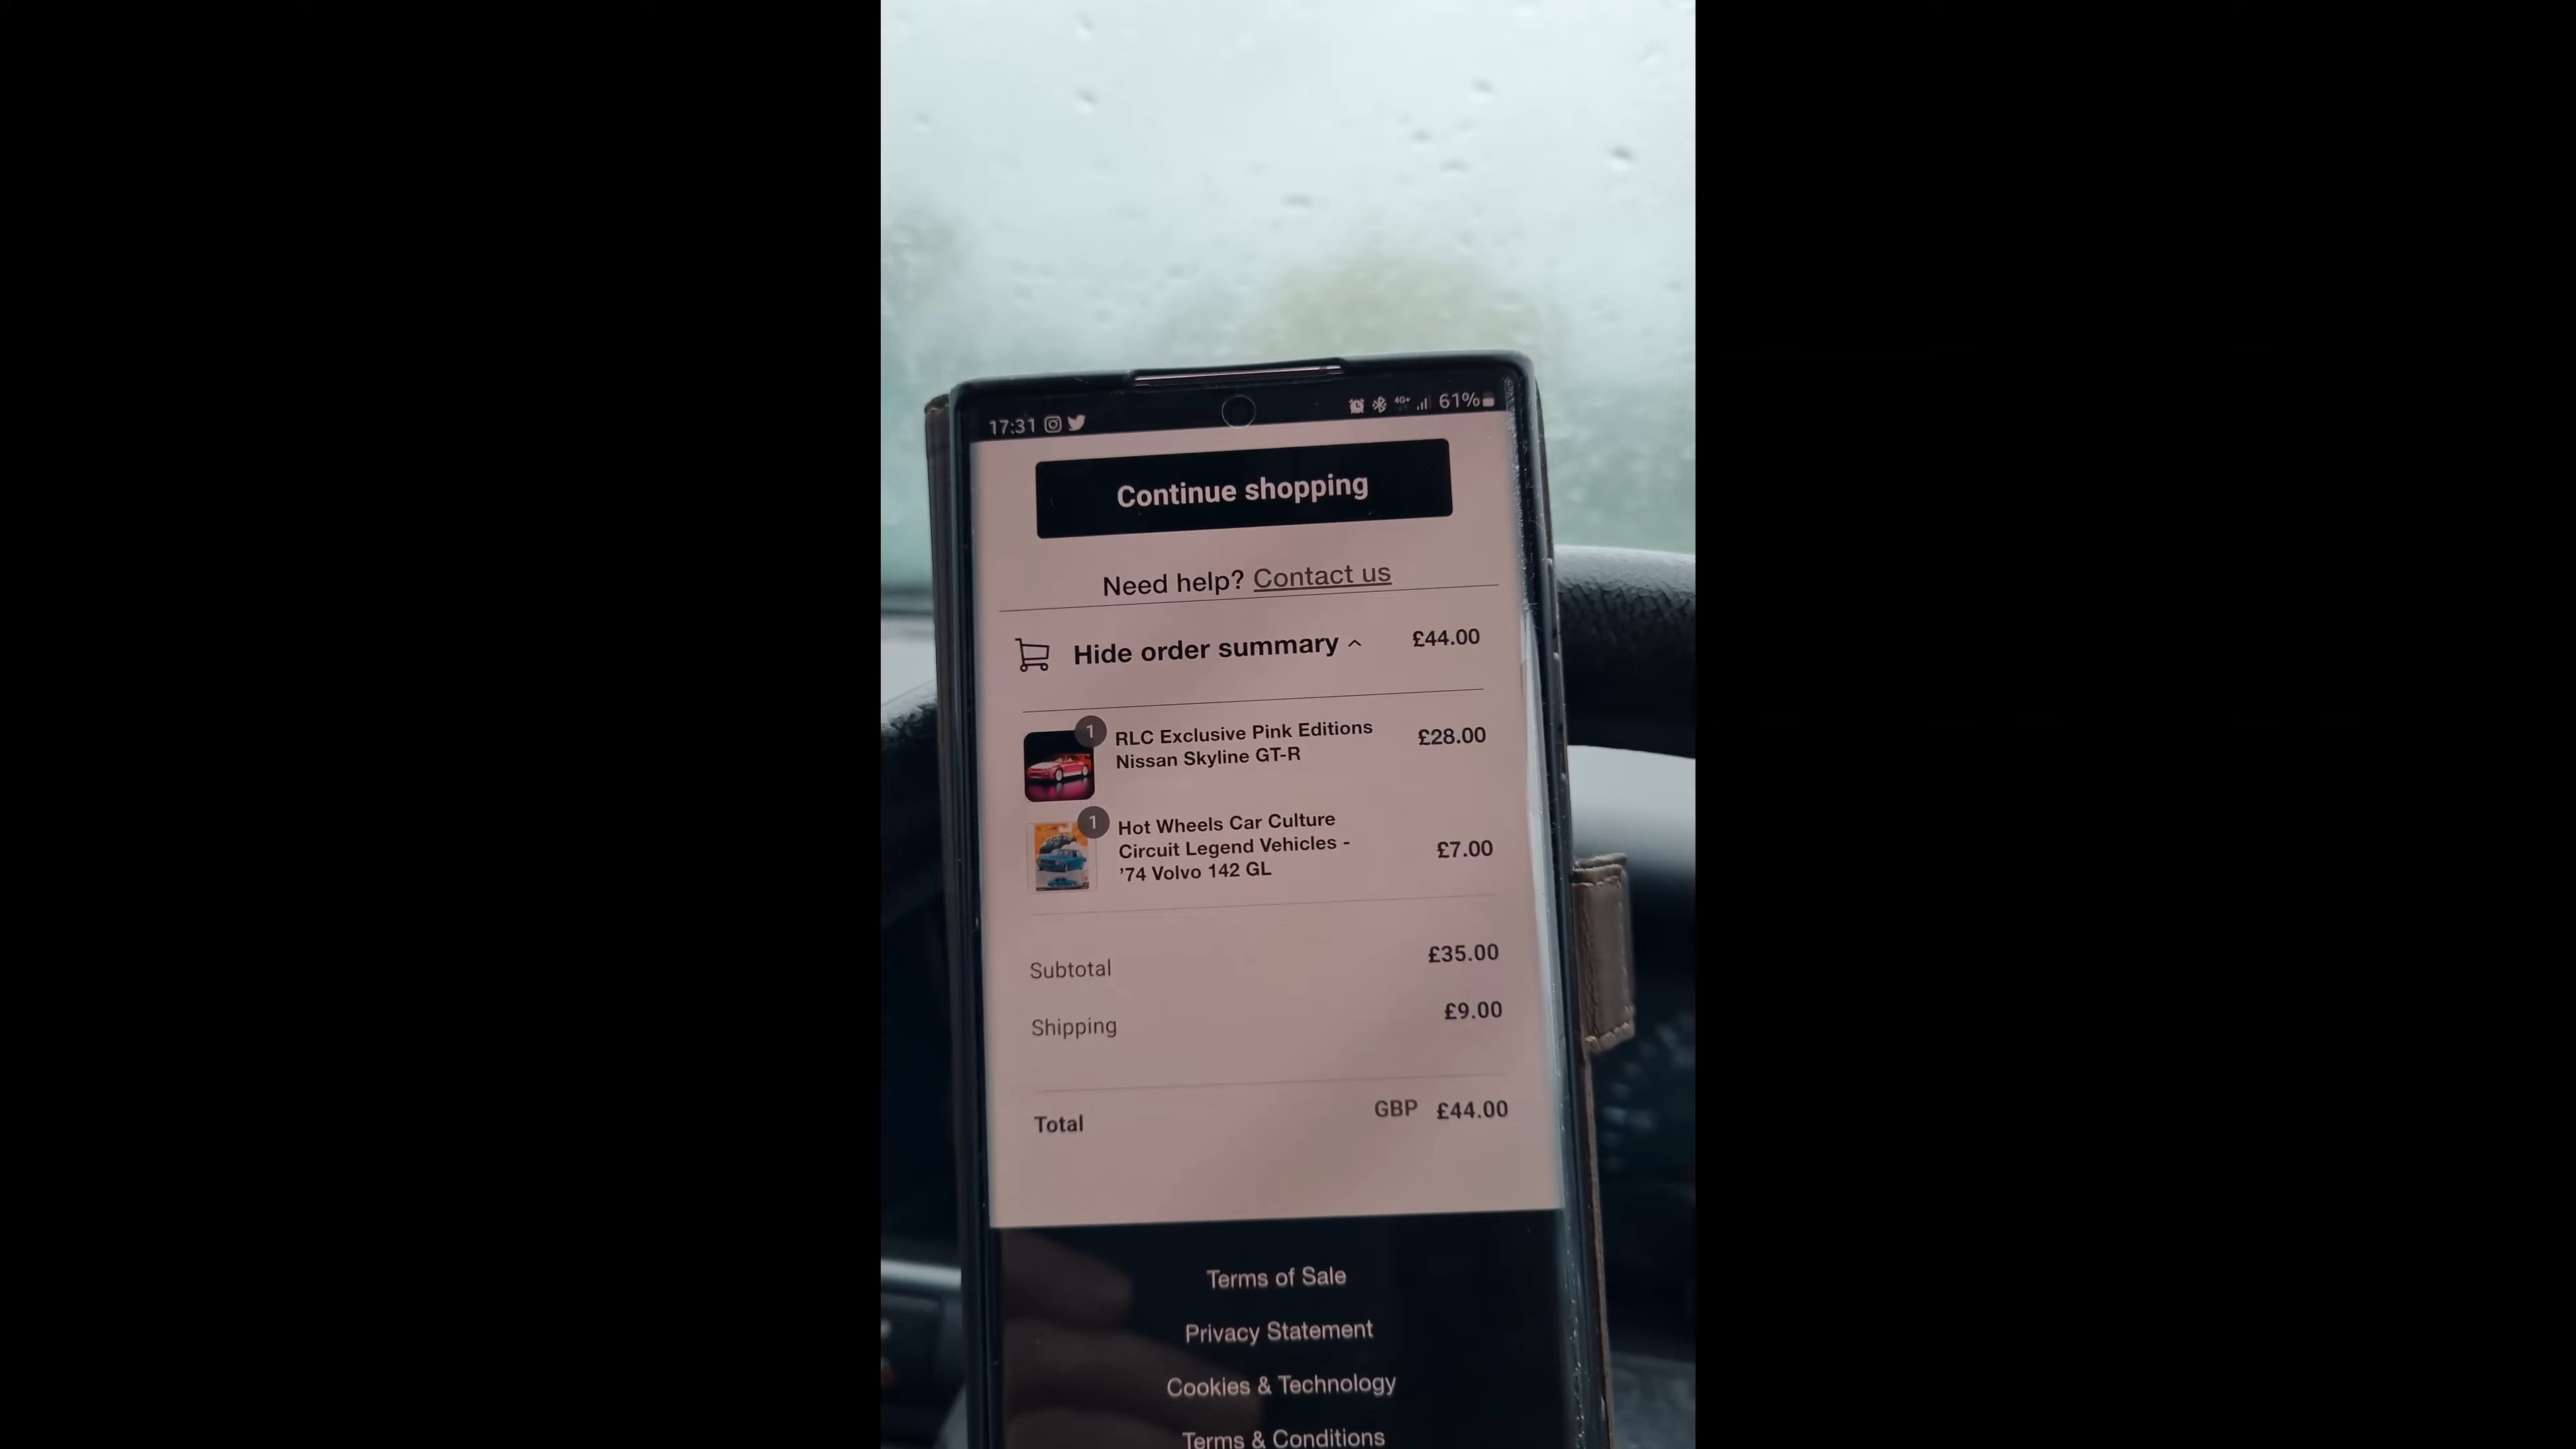 17:31
4G+
61%
Continue shopping
Need help? Contact us
Hide order summary
£44.00
1
RLC Exclusive Pink Editions
Nissan Skyline GT-R
£28.00
1
Hot Wheels Car Culture
Circuit Legend Vehicles -
'74 Volvo 142 GL
£7.00
Subtotal
£35.00
Shipping
£9.00
Total
GBP £44.00
Terms of Sale
Privacy Statement
Cookies & Technology
Terms & Conditions